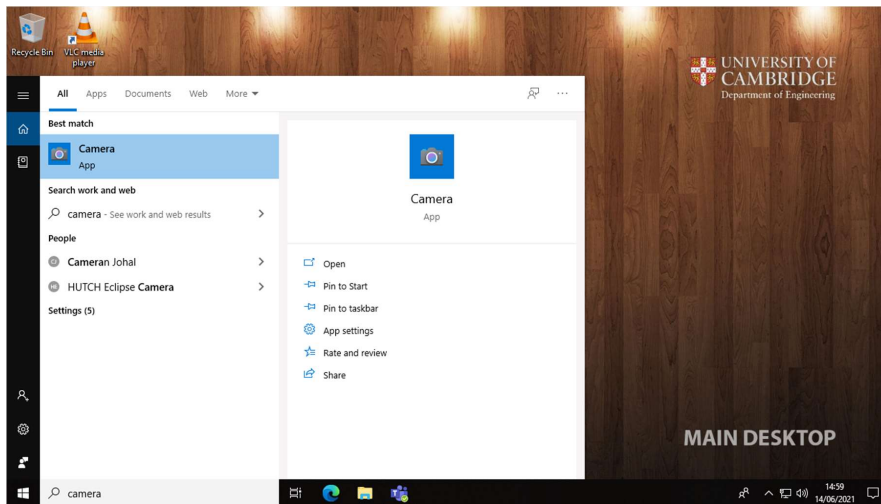 Recycle Bin
VLC media
player
UNIVERSITY OF
CAMBRIDGE
Department of Engineering
All Apps Documents Web More
Best match
Camera
App
Search work and web
camera - See work and web results
People
CJ Cameran Johal
HE HUTCH Eclipse Camera
Settings (5)
Camera
App
Open
Pin to Start
Pin to taskbar
App settings
Rate and review
Share
MAIN DESKTOP
camera
14:59
14/06/2021